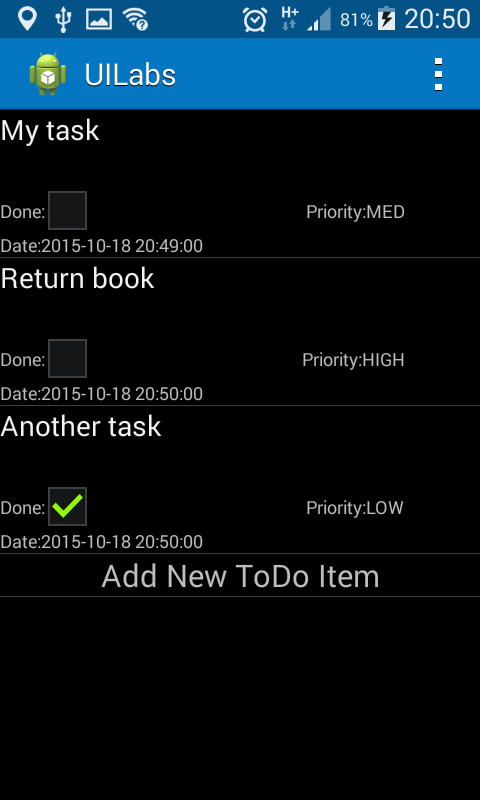 H+ 81% 20:50
UILabs
My task
Done: Priority:MED
Date:2015-10-18 20:49:00
Return book
Done: Priority:HIGH
Date:2015-10-18 20:50:00
Another task
Done: Priority:LOW
Date:2015-10-18 20:50:00
Add New ToDo Item